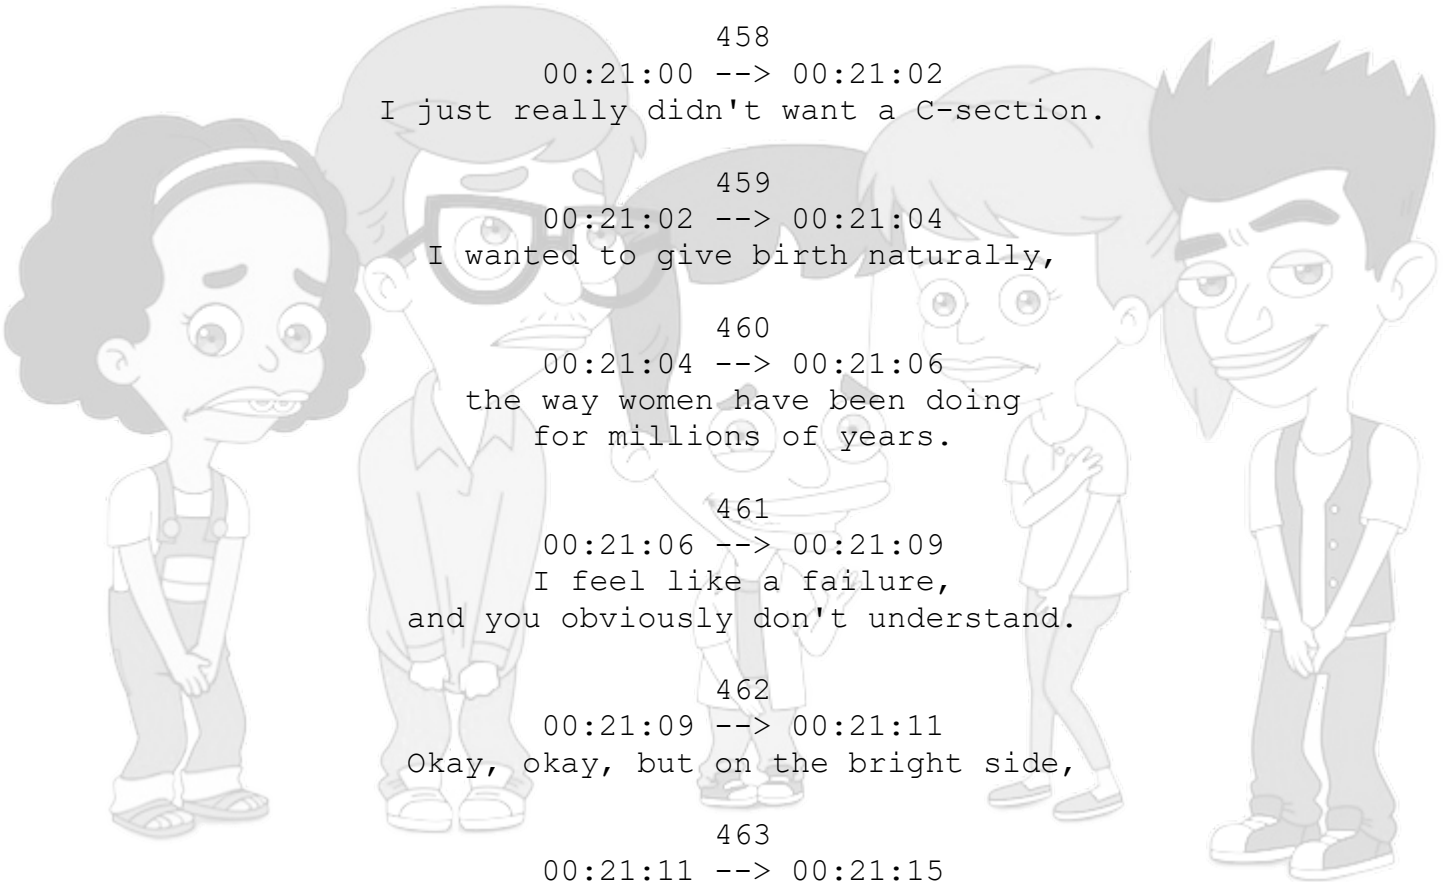 458
00:21:00 --> 00:21:02
I just really didn't want a C-section.
459
00:21:02 --> 00:21:04
I wanted to give birth naturally,
460
00:21:04 --> 00:21:06
the way women have been doing
for millions of years.
461
00:21:06 --> 00:21:09
I feel like a failure,
and you obviously don't understand.
462
00:21:09 --> 00:21:11
Okay, okay, but on the bright side,
463
00:21:11 --> 00:21:15